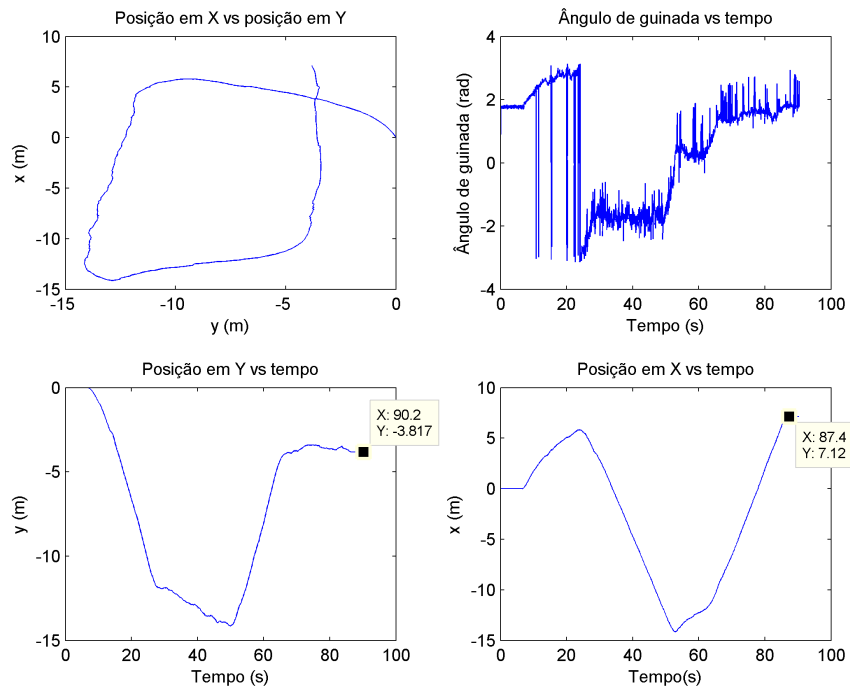 Posição em X vs posição em Y
10
5
0
-5
-10
-15
x (m)
-15
-10
-5
0
y (m)
Ângulo de guinada vs tempo
4
2
0
-2
-4
Ângulo de guinada (rad)
0
20
40
60
80
100
Tempo (s)
Posição em Y vs tempo
0
-5
-10
-15
y (m)
X: 90.2
Y: -3.817
0
20
40
60
80
100
Tempo (s)
Posição em X vs tempo
10
5
0
-5
-10
-15
x (m)
X: 87.4
Y: 7.12
0
20
40
60
80
100
Tempo(s)